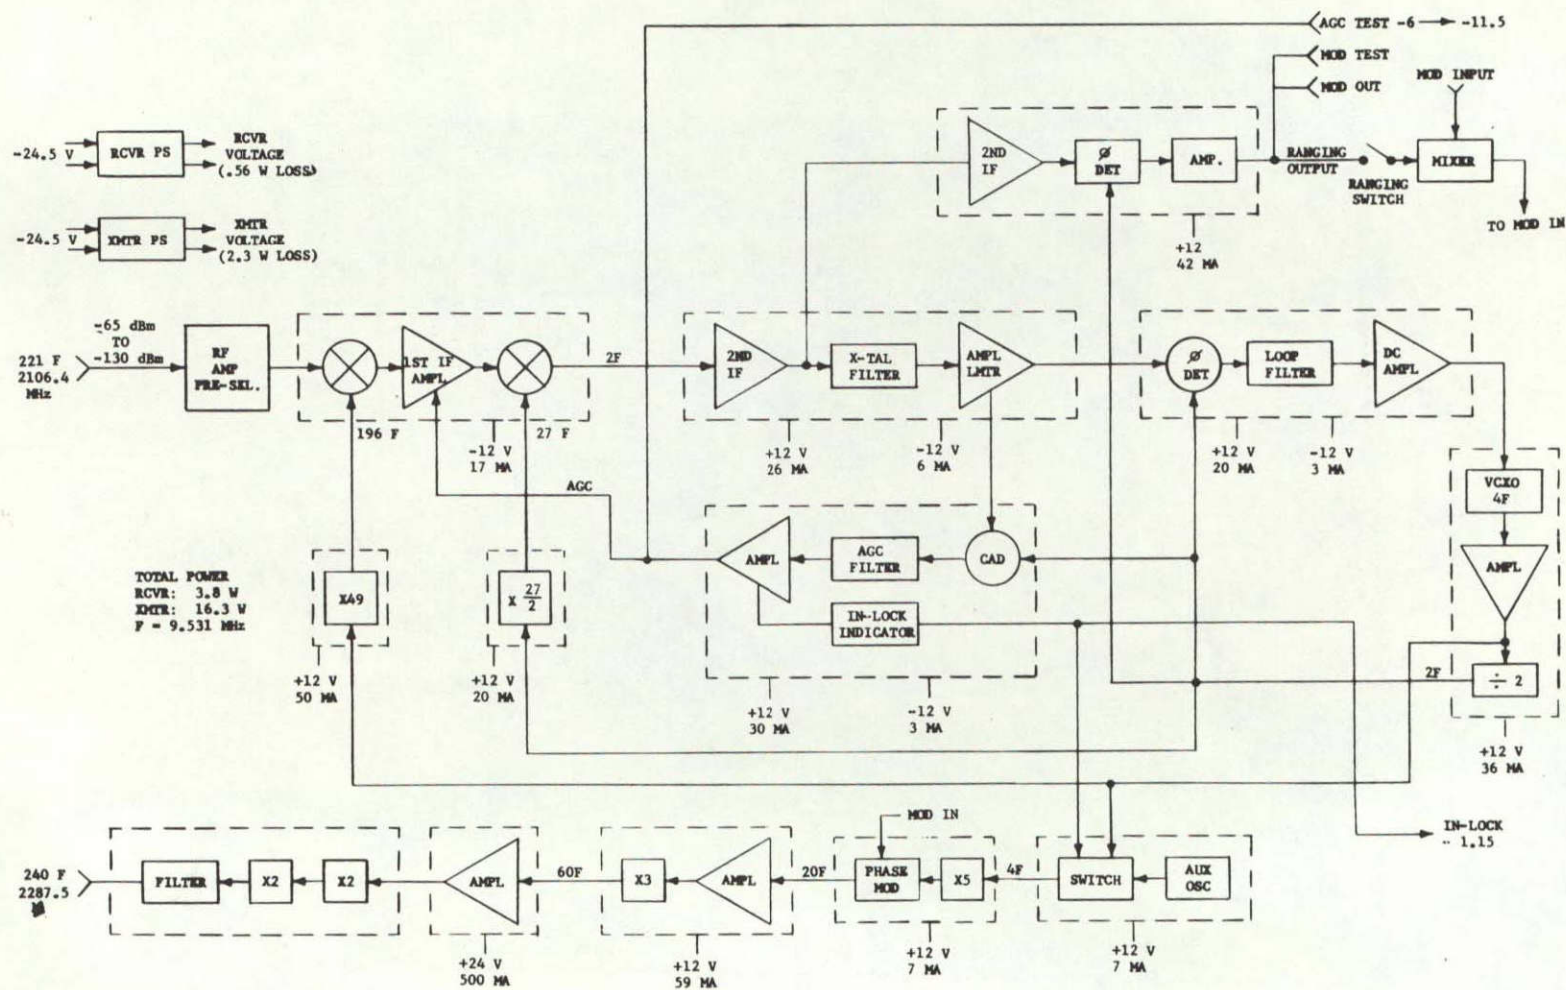 AGC TEST -6 → -11.5
MOD TEST
MOD OUT
MOD INPUT
-24.5 V
RCVR PS
RCVR
VOLTAGE
(.56 W LOSS)
2ND
IF
Ø
DET
AMP.
RANGING
OUTPUT
RANGING
SWITCH
MIXER
TO MOD IN
-24.5 V
XMTR PS
XMTR
VOLTAGE
(2.3 W LOSS)
+12
42 MA
221 F
2106.4
MHz
-65 dBm
TO
-130 dBm
RF
AMP
PRE-SEL.
1ST IF
AMPL
2F
2ND
IF
X-TAL
FILTER
AMPL
LMTR
Ø
DET
LOOP
FILTER
DC
AMPL
196 F
-12 V
17 MA
27 F
+12 V
26 MA
-12 V
6 MA
+12 V
20 MA
-12 V
3 MA
AGC
VCXO
4F
AMPL
AGC
FILTER
CAD
AMPL
TOTAL POWER
RCVR: 3.8 W
XMTR: 16.3 W
F = 9.531 MHz
X49
X 27/2
IN-LOCK
INDICATOR
+12 V
50 MA
+12 V
20 MA
+12 V
30 MA
-12 V
3 MA
2F
÷ 2
+12 V
36 MA
IN-LOCK
- 1.15
240 F
2287.5
FILTER
X2
X2
AMPL
60F
X3
AMPL
20F
MOD IN
PHASE
MOD
X5
4F
SWITCH
AUX
OSC
+24 V
500 MA
+12 V
59 MA
+12 V
7 MA
+12 V
7 MA